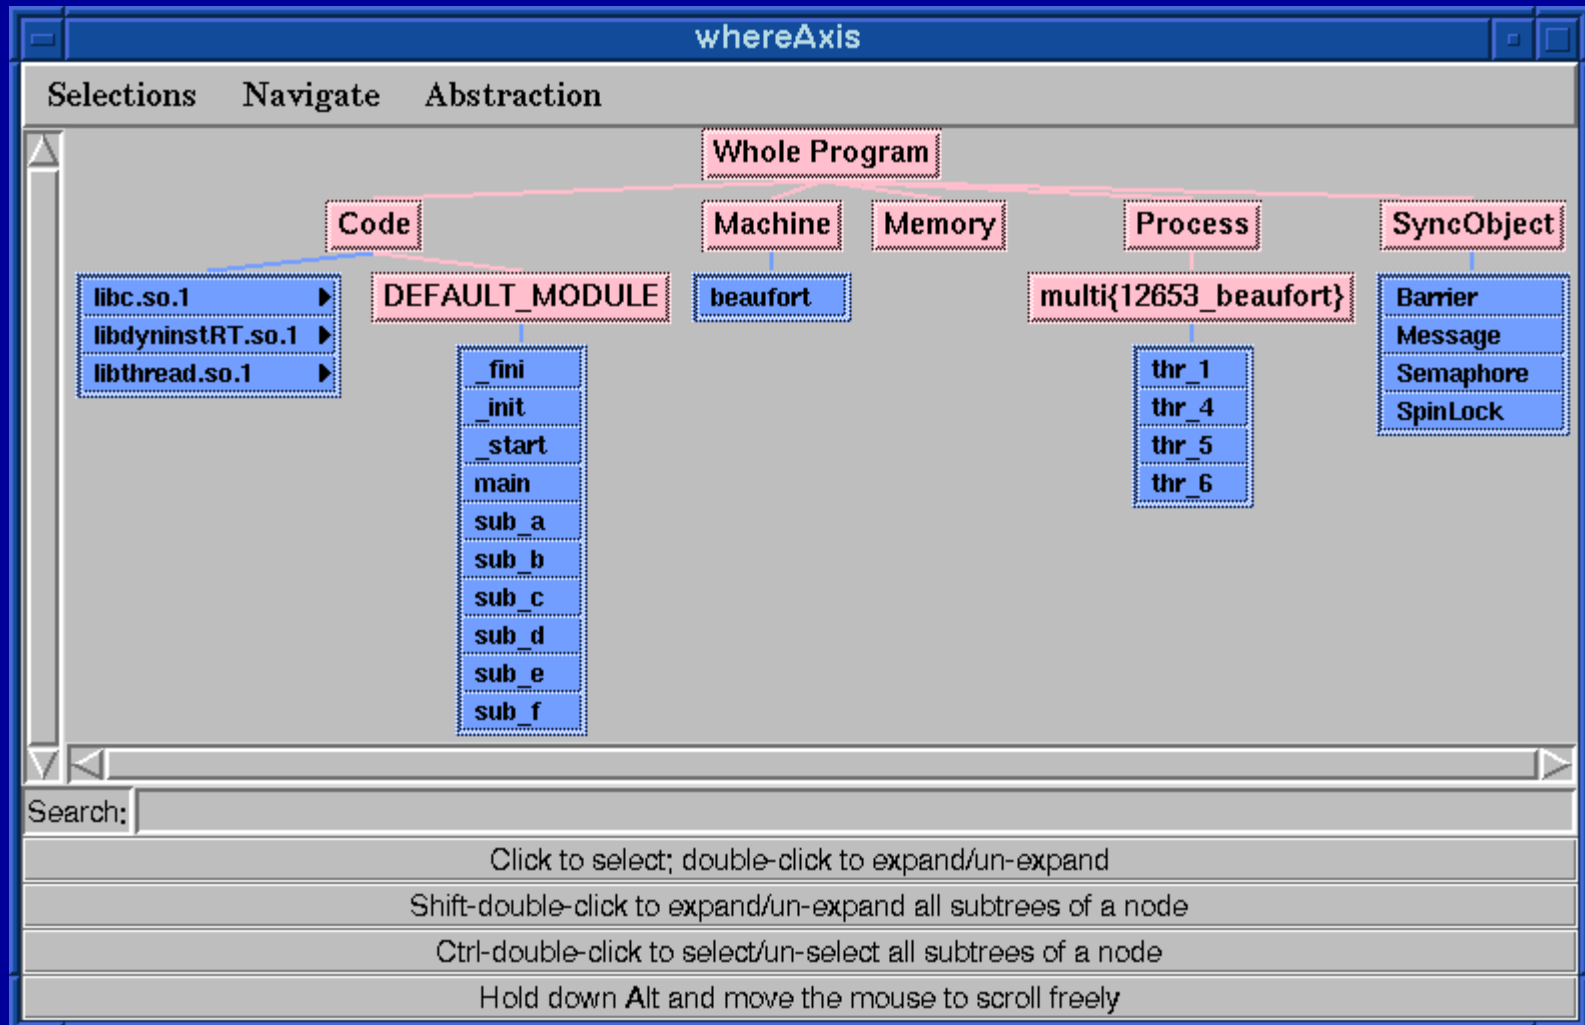 whereAxis
Selections Navigate Abstraction
Whole Program
Code Machine Memory Process SyncObject
libc.so.1
libdyninstRT.so.1
libthread.so.1
DEFAULT_MODULE
_fini
_init
_start
main
sub_a
sub_b
sub_c
sub_d
sub_e
sub_f
beaufort
multi{12653_beaufort}
thr_1
thr_4
thr_5
thr_6
Barrier
Message
Semaphore
SpinLock
Search:
Click to select; double-click to expand/un-expand
Shift-double-click to expand/un-expand all subtrees of a node
Ctrl-double-click to select/un-select all subtrees of a node
Hold down Alt and move the mouse to scroll freely